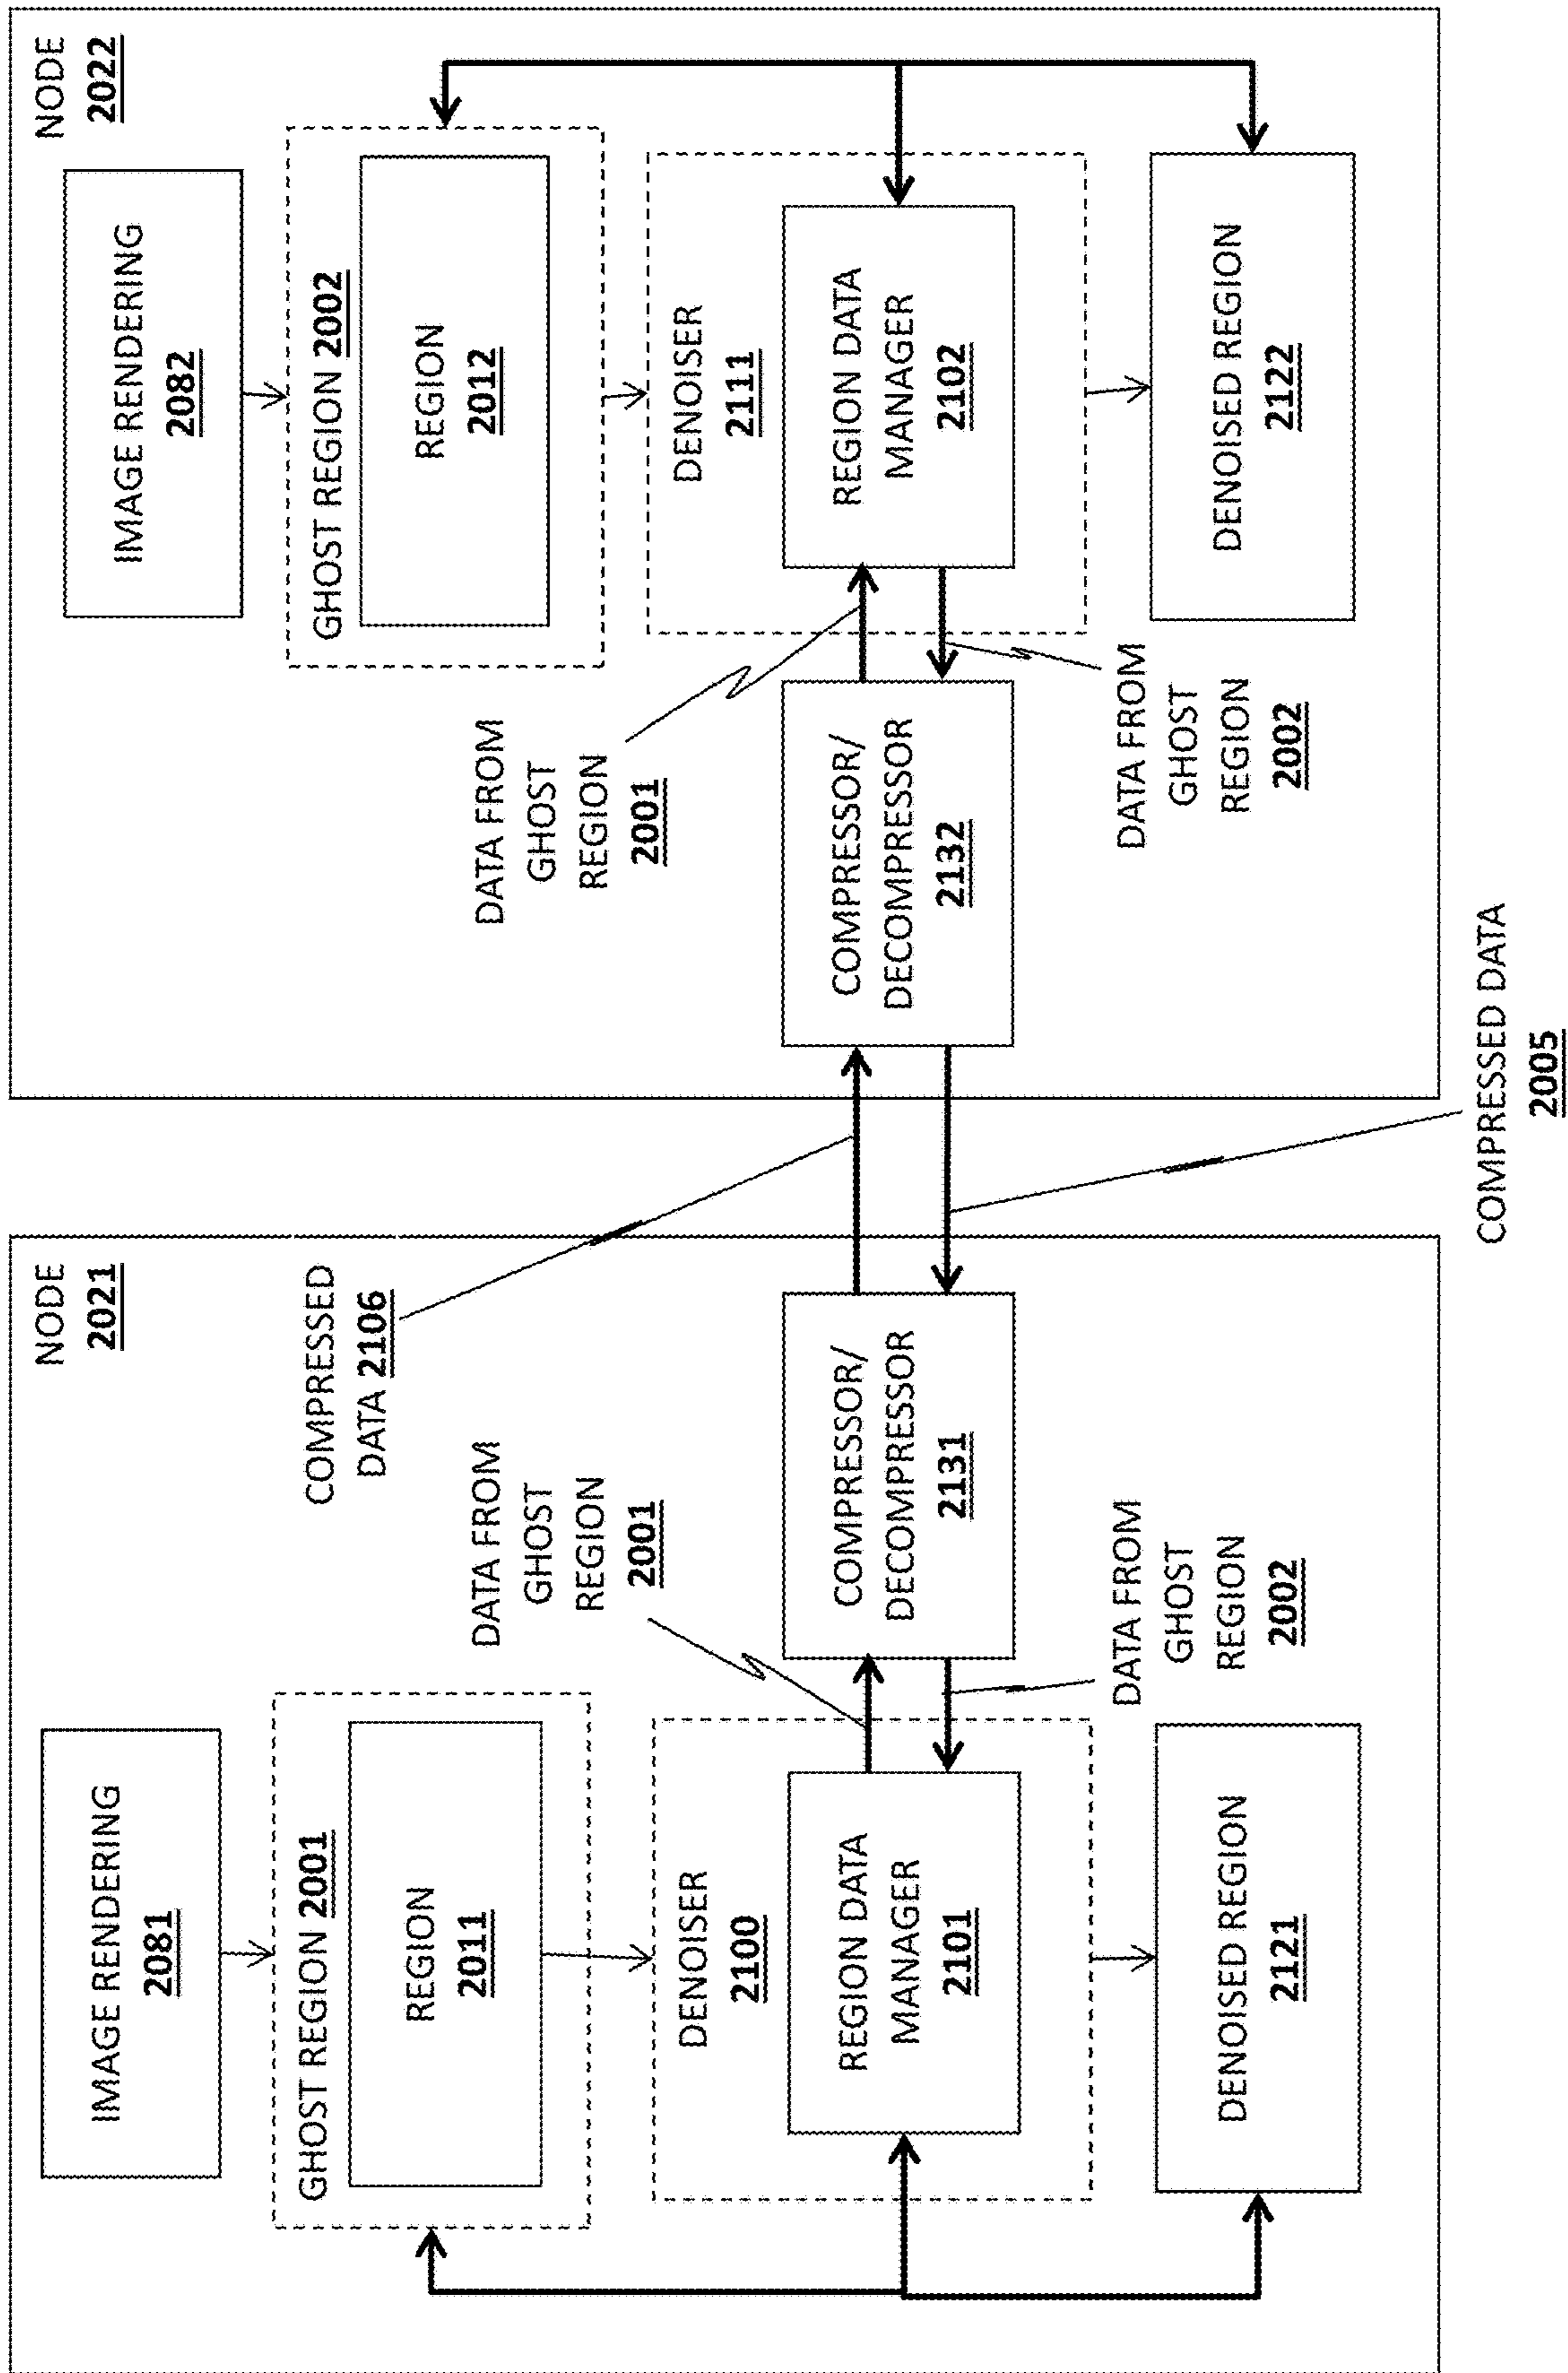 NODE
2021
IMAGE RENDERING
2081
GHOST REGION 2001
REGION
2011
DENOISER
2100
REGION DATA
MANAGER
2101
DENOISED REGION
2121
COMPRESSED
DATA 2106
DATA FROM
GHOST
REGION
2001
COMPRESSOR/
DECOMPRESSOR
2131
DATA FROM
GHOST
REGION
2002
COMPRESSED DATA
2005
NODE
2022
IMAGE RENDERING
2082
GHOST REGION 2002
REGION
2012
DATA FROM
GHOST
REGION
2001
COMPRESSOR/
DECOMPRESSOR
2132
DENOISER
2111
REGION DATA
MANAGER
2102
DATA FROM
GHOST
REGION
2002
DENOISED REGION
2122